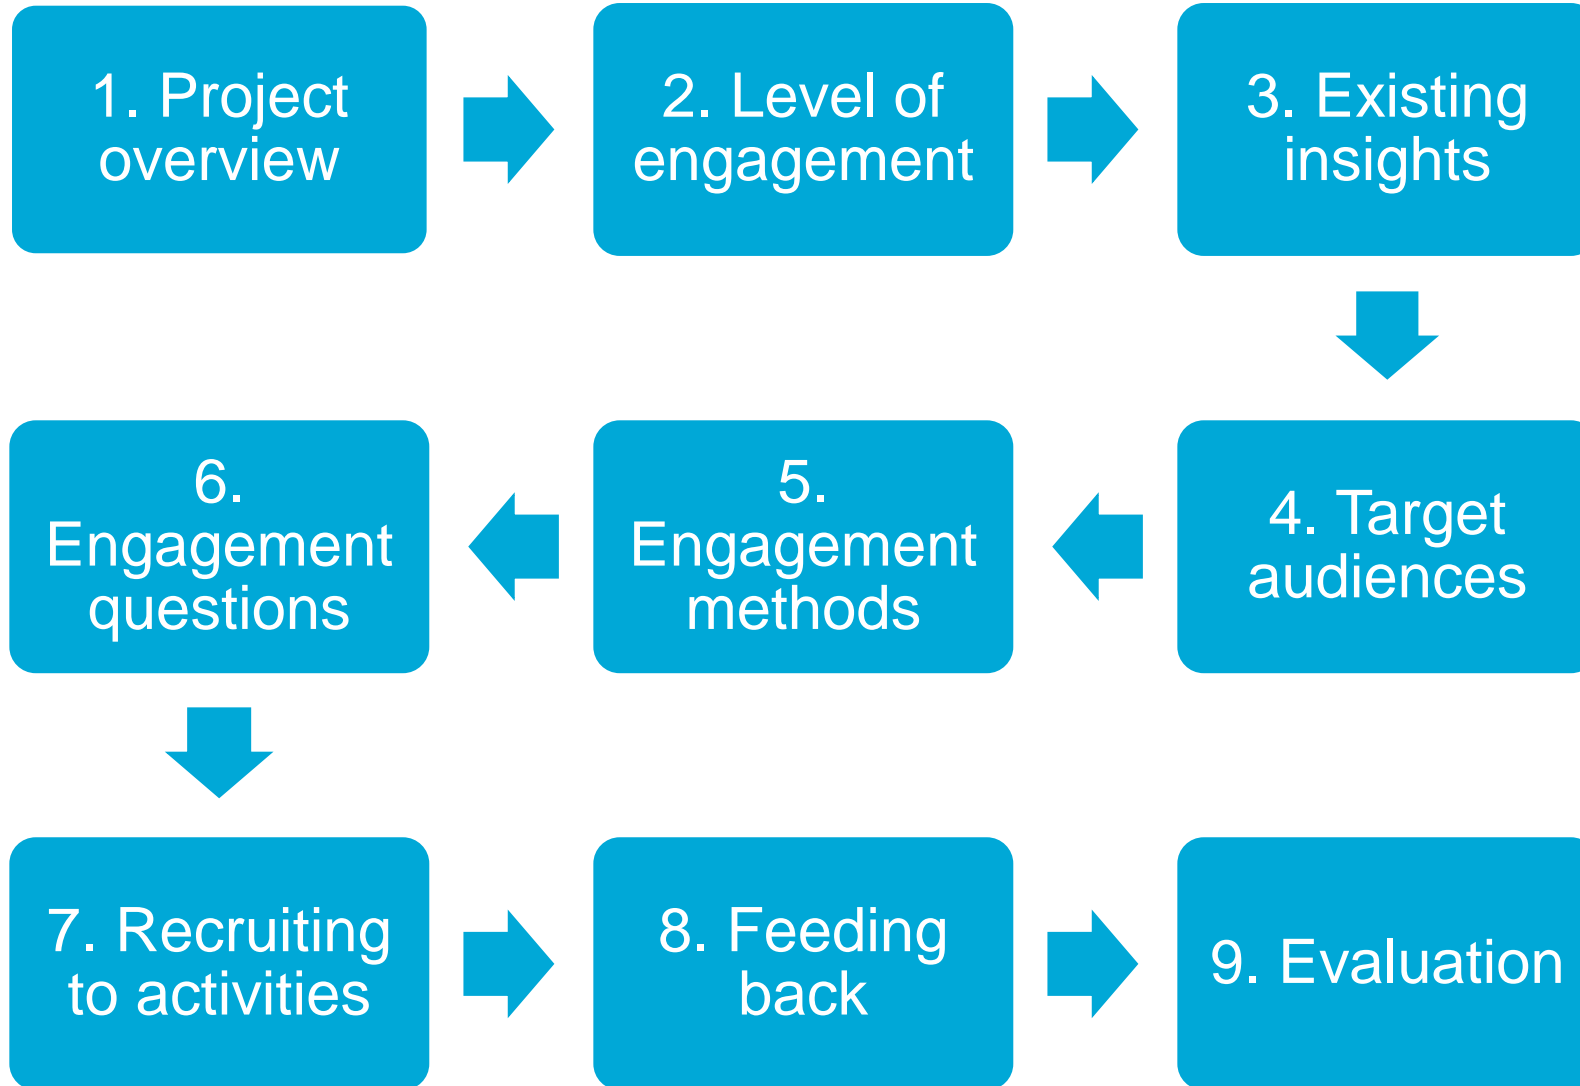 1. Project
overview
2. Level of
engagement
3. Existing
insights
4. Target
audiences
5.
Engagement
methods
6.
Engagement
questions
7. Recruiting
to activities
8. Feeding
back
9. Evaluation